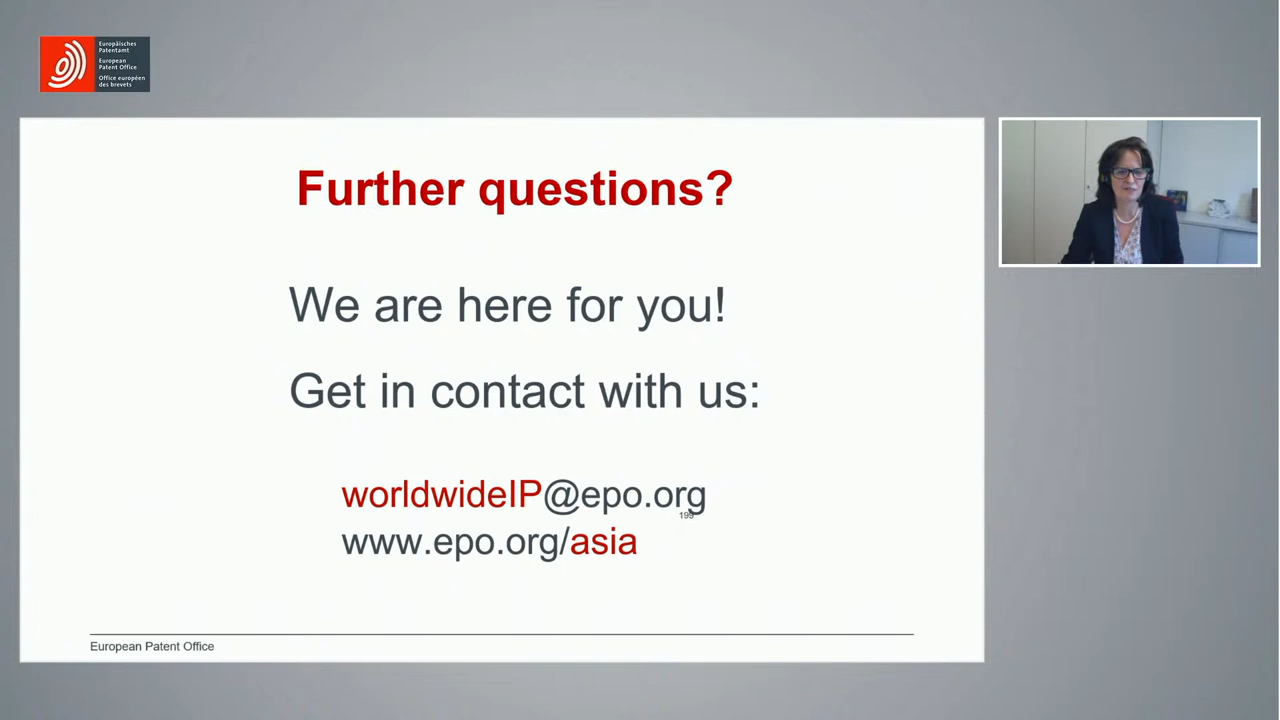 Europäisches
Patentamt
European
Patent Office
Office européen
des brevets
Further questions?
We are here for you!
Get in contact with us:
worldwideIP@epo.org
199
www.epo.org/asia
European Patent Office